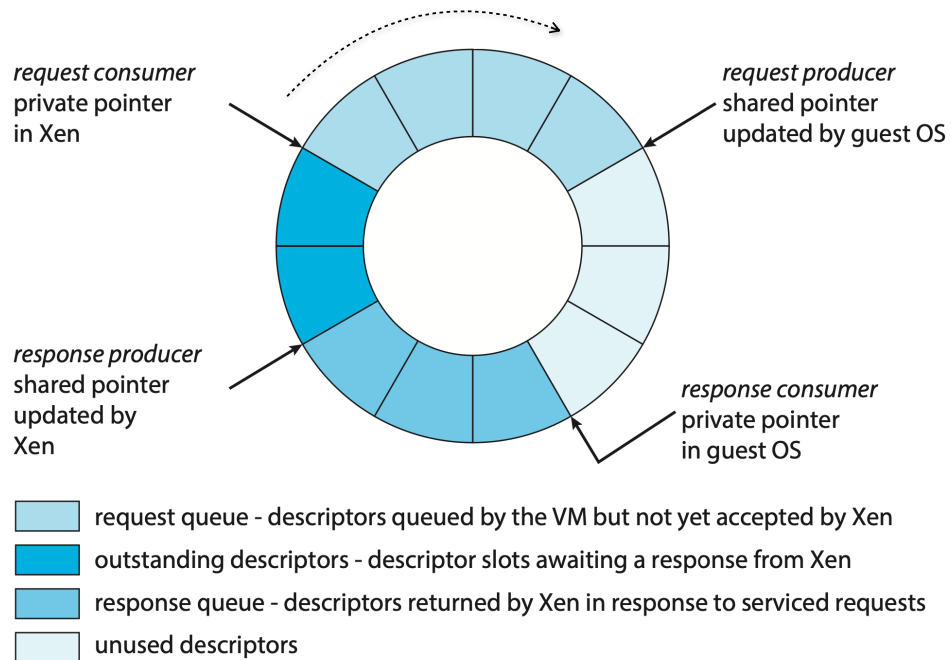 request consumer
private pointer
in Xen
request producer
shared pointer
updated by guest OS
response producer
shared pointer
updated by
Xen
response consumer
private pointer
in guest OS
request queue - descriptors queued by the VM but not yet accepted by Xen
outstanding descriptors - descriptor slots awaiting a response from Xen
response queue - descriptors returned by Xen in response to serviced requests
unused descriptors